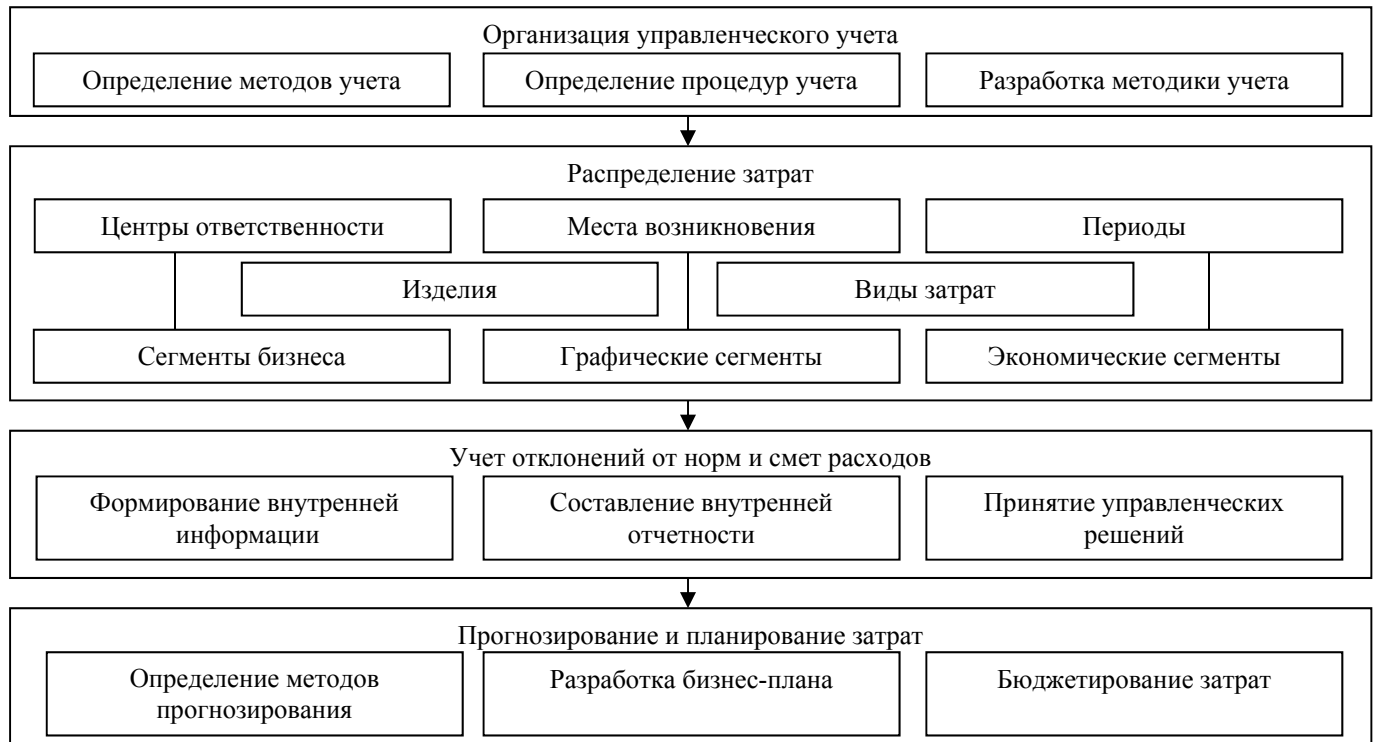 Организация управленческого учета
Определение методов учета
Определение процедур учета
Разработка методики учета
Распределение затрат
Центры ответственности
Места возникновения
Периоды
Изделия
Виды затрат
Сегменты бизнеса
Графические сегменты
Экономические сегменты
Учет отклонений от норм и смет расходов
Формирование внутренней
информации
Составление внутренней
отчетности
Принятие управленческих
решений
Прогнозирование и планирование затрат
Определение методов
прогнозирования
Разработка бизнес-плана
Бюджетирование затрат